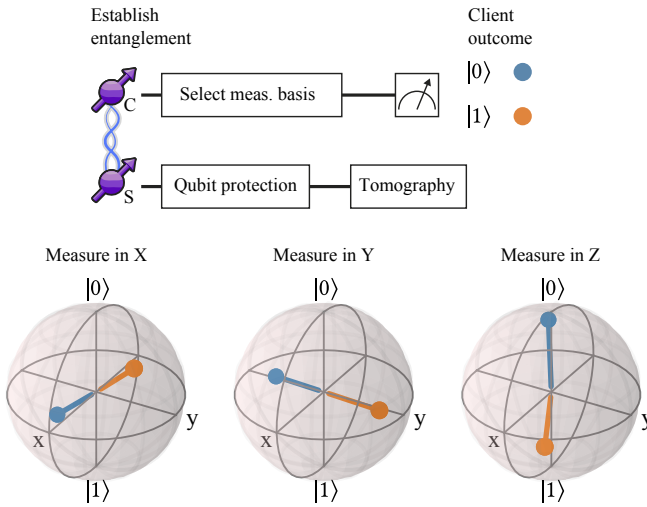 Establish
entanglement
Client
outcome
|0⟩
|1⟩
C
Select meas. basis
S
Qubit protection
Tomography
Measure in X
Measure in Y
Measure in Z
|0⟩
|0⟩
|0⟩
x
y
x
y
x
y
|1⟩
|1⟩
|1⟩